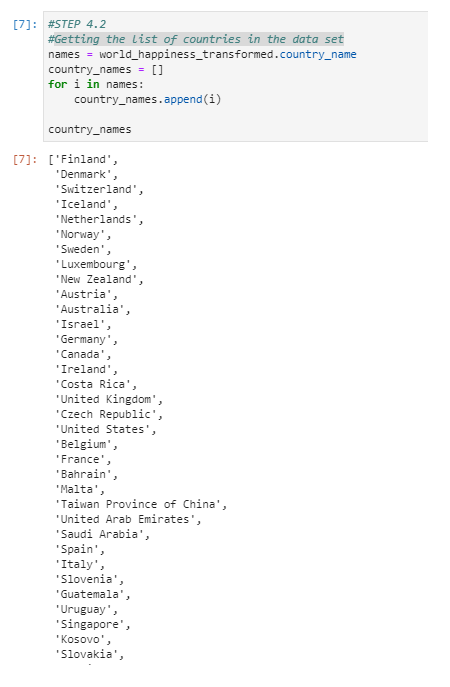 [7]: #STEP 4.2
#Getting the list of countries in the data set
names = world_happiness_transformed.country_name
country_names = []
for i in names:
    country_names.append(i)

country_names
[7]: ['Finland',
'Denmark',
'Switzerland',
'Iceland',
'Netherlands',
'Norway',
'Sweden',
'Luxembourg',
'New Zealand',
'Austria',
'Australia',
'Israel',
'Germany',
'Canada',
'Ireland',
'Costa Rica',
'United Kingdom',
'Czech Republic',
'United States',
'Belgium',
'France',
'Bahrain',
'Malta',
'Taiwan Province of China',
'United Arab Emirates',
'Saudi Arabia',
'Spain',
'Italy',
'Slovenia',
'Guatemala',
'Uruguay',
'Singapore',
'Kosovo',
'Slovakia',